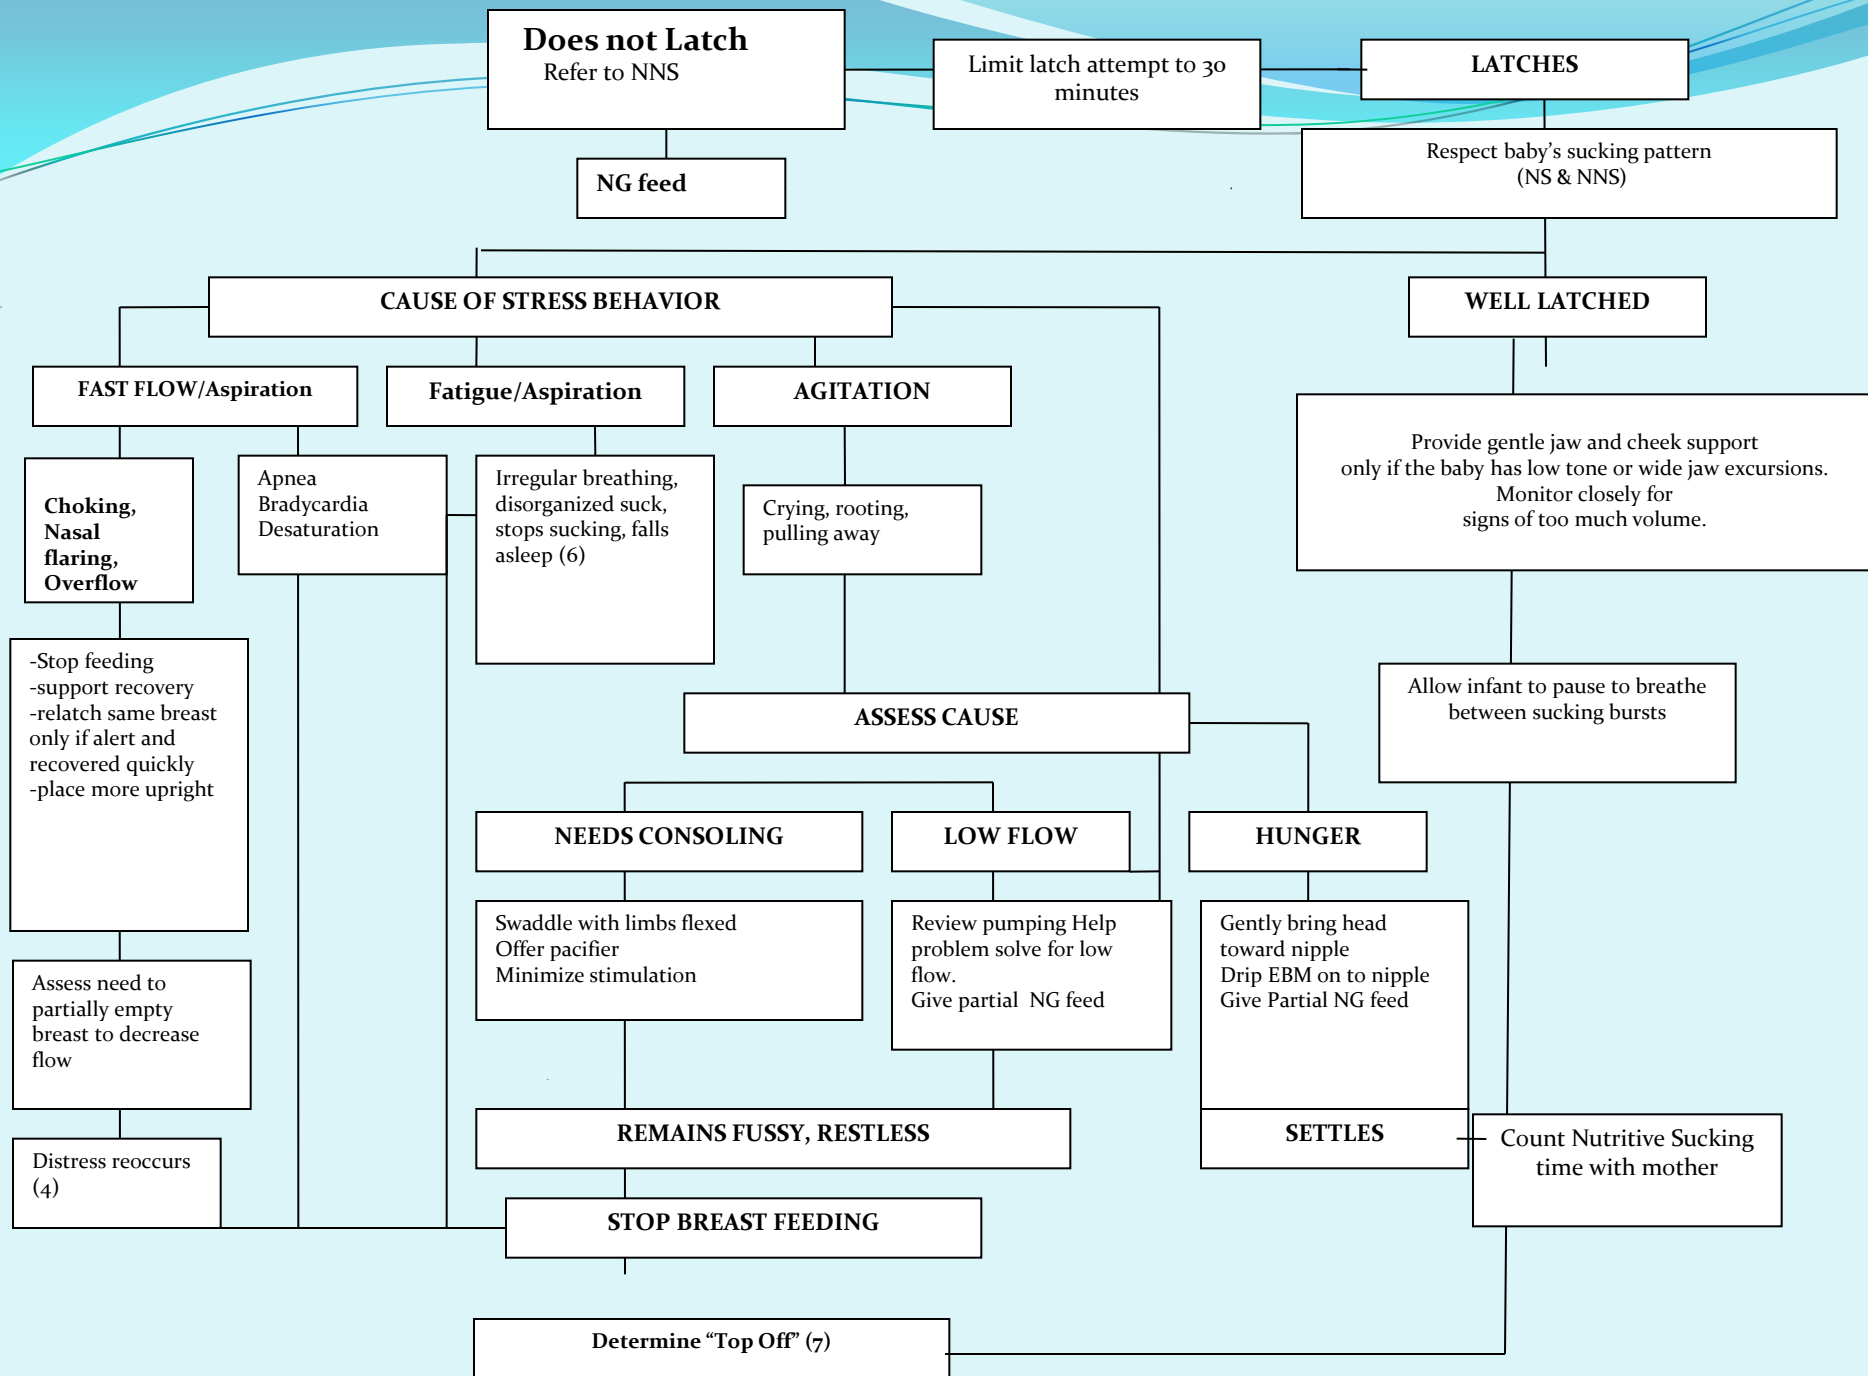 Does not Latch
Refer to NNS
Limit latch attempt to 30
minutes
LATCHES
NG feed
Respect baby's sucking pattern
(NS & NNS)
CAUSE OF STRESS BEHAVIOR
WELL LATCHED
FAST FLOW/Aspiration
Fatigue/Aspiration
AGITATION
Choking,
Nasal
flaring,
Overflow
Apnea
Bradycardia
Desaturation
Irregular breathing,
disorganized suck,
stops sucking, falls
asleep (6)
Crying, rooting,
pulling away
Provide gentle jaw and cheek support
only if the baby has low tone or wide jaw excursions.
Monitor closely for
signs of too much volume.
-Stop feeding
-support recovery
-relatch same breast
only if alert and
recovered quickly
-place more upright
ASSESS CAUSE
Allow infant to pause to breathe
between sucking bursts
NEEDS CONSOLING
LOW FLOW
HUNGER
Swaddle with limbs flexed
Offer pacifier
Minimize stimulation
Review pumping Help
problem solve for low
flow.
Give partial  NG feed
Gently bring head
toward nipple
Drip EBM on to nipple
Give Partial NG feed
Assess need to
partially empty
breast to decrease
flow
REMAINS FUSSY, RESTLESS
SETTLES
Count Nutritive Sucking
time with mother
Distress reoccurs
(4)
STOP BREAST FEEDING
Determine “Top Off” (7)